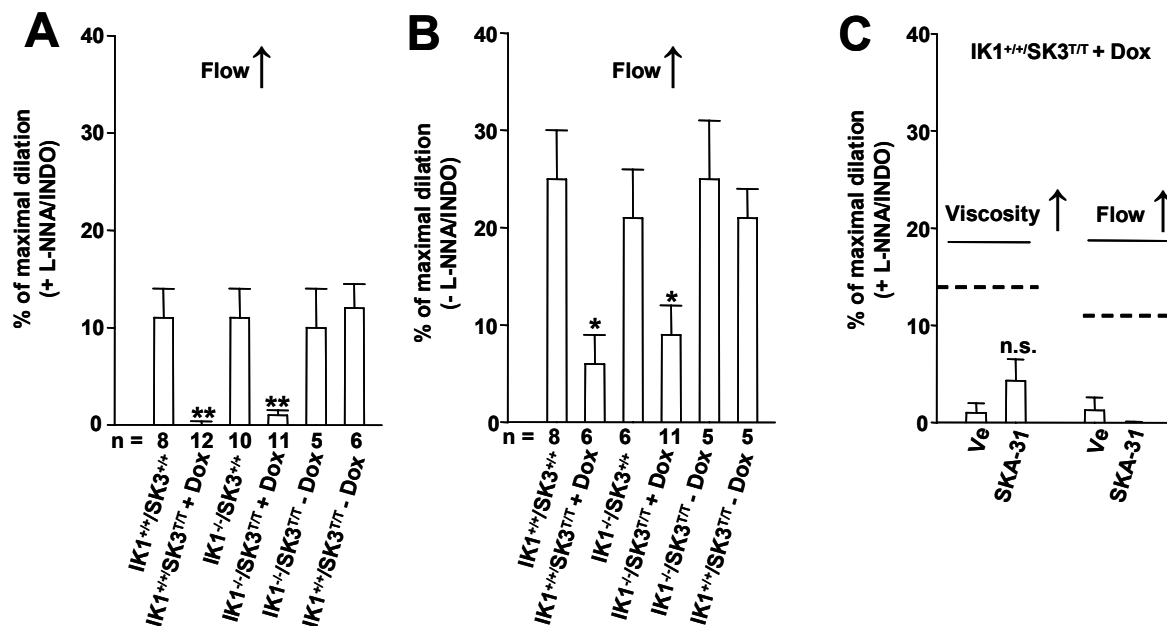 A
% of maximal dilation
(+ L-NNA/INDO)
40
30
20
10
0
Flow ↑
** **
n = 8 12 10 11 5 6
IK1+/+/SK3+/+
IK1+/+/SK3T/T + Dox
IK1-/-/SK3+/+
IK1-/-/SK3T/T + Dox
IK1-/-/SK3T/T - Dox
IK1+/+/SK3T/T - Dox
B
% of maximal dilation
(- L-NNA/INDO)
40
30
20
10
0
Flow ↑
* *
n = 8 6 6 11 5 5
IK1+/+/SK3+/+
IK1+/+/SK3T/T + Dox
IK1-/-/SK3+/+
IK1-/-/SK3T/T + Dox
IK1-/-/SK3T/T - Dox
IK1+/+/SK3T/T - Dox
C
% of maximal dilation
(+ L-NNA/INDO)
40
30
20
10
0
IK1+/+/SK3T/T + Dox
Viscosity ↑ Flow ↑
n.s.
Ve
SKA-31
Ve
SKA-31